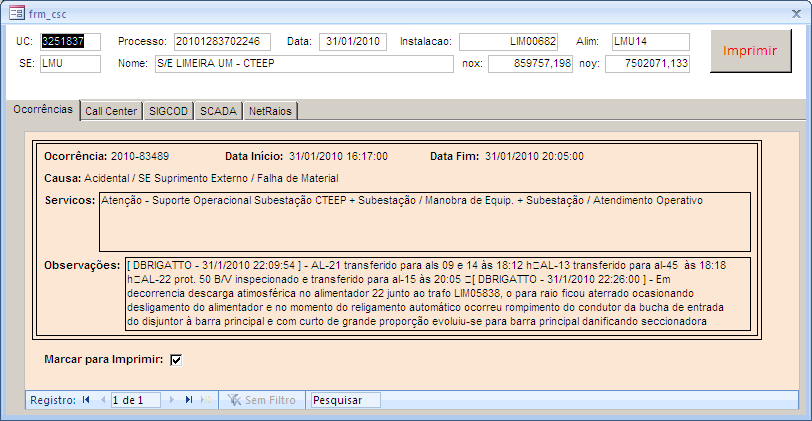 frm_csc
UC: 3251837 Processo: 20101283702246 Data: 31/01/2010 Instalacao: LIM00682 Alim: LMU14
Imprimir
SE: LMU Nome: S/E LIMEIRA UM - CTEEP nox: 859757,198 noy: 7502071,133
Ocorrências Call Center SIGCOD SCADA NetRaios
Ocorrência: 2010-83489 Data Início: 31/01/2010 16:17:00 Data Fim: 31/01/2010 20:05:00
Causa: Acidental / SE Suprimento Externo / Falha de Material
Servicos: Atenção - Suporte Operacional Subestação CTEEP + Subestação / Manobra de Equip. + Subestação / Atendimento Operativo
Observações: [ DBRIGATTO - 31/1/2010 22:09:54 ] - AL-21 transferido para als 09 e 14 às 18:12 h□AL-13 transferido para al-45 às 18:18
h□AL-22 prot. 50 B/V inspecionado e transferido para al-15 às 20:05 □[ DBRIGATTO - 31/1/2010 22:26:00 ] - Em
decorrencia descarga atimosférica no alimentador 22 junto ao trafo LIM05838, o para raio ficou aterrado ocasionando
desligamento do alimentador e no momento do religamento automático ocorreu rompimento do condutor da bucha de entrada
do disjuntor à barra principal e com curto de grande proporção evoluiu-se para barra principal danificando seccionadora
Marcar para Imprimir:
Registro: 1 de 1 Sem Filtro Pesquisar